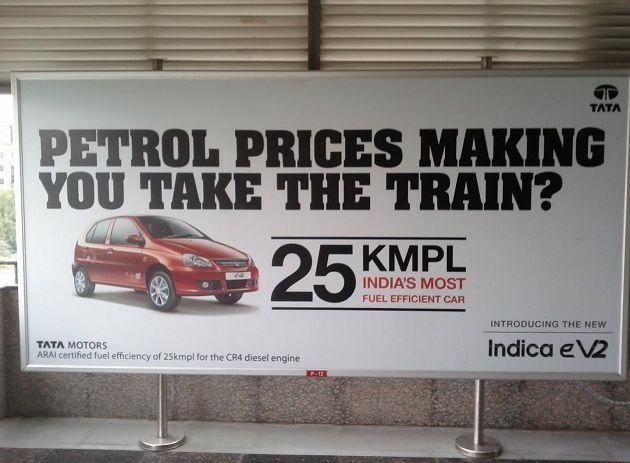 TATA
PETROL PRICES MAKING
YOU TAKE THE TRAIN?
25 KMPL
INDIA'S MOST
FUEL EFFICIENT CAR
eV2
INTRODUCING THE NEW
Indica eV2
TATA MOTORS
ARAI certified fuel efficiency of 25kmpl for the CR4 diesel engine
P - 12